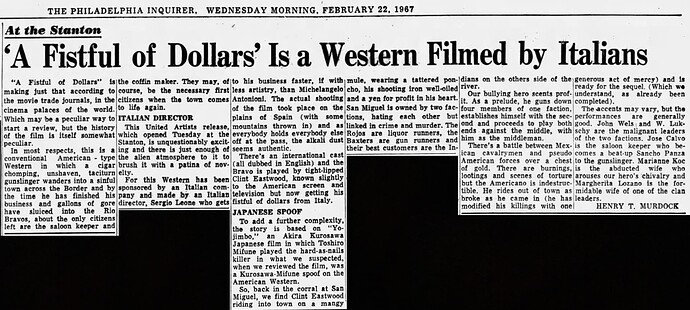 THE PHILADELPHIA INQUIRER, WEDNESDAY MORNING, FEBRUARY 22, 1967
At the Stanton
'A Fistful of Dollars' Is a Western Filmed by Italians
"A Fistful of Dollars" is
making just that according to
the movie trade journals, in the
cinema palaces of the world.
Which may be a peculiar way to
start a review, but the history
of the film is itself somewhat
peculiar.
In most respects, this is a
conventional American - type
Western in which a cigar
chomping, unshaven, taciturn
gunslinger wanders into a sinful
town across the Border and by
the time he has finished his
business and gallons of gore
have sluiced into the Rio
Bravos, about the only citizens
left are the saloon keeper and
the coffin maker. They may, of
course, be the necessary first
citizens when the town comes
to life again.
ITALIAN DIRECTOR
This United Artists release,
which opened Tuesday at the
Stanton, is unquestionably excit-
ing and there is just enough of
the alien atmosphere to it to
brush it with a patina of nov-
elty.
For this Western has been
sponsored by an Italian com-
pany and made by an Italian
director, Sergio Leone who gets
to his business faster, if with
less artistry, than Michelangelo
Antonioni. The actual shooting
of the film took place on the
plains of Spain (with some
mountains thrown in) and as
everybody holds everybody else
off at the pass, the alkali dust
seems authentic.
There's an international cast
(all dubbed in English) and the
Bravo is played by tight-lipped
Clint Eastwood, known slightly
to the American screen and
television but now getting his
fistful of dollars from Italy.
JAPANESE SPOOF
To add a further complexity,
the story is based on "Yo-
jimbo," an Akira Kurosawa
Japanese film in which Toshiro
Mifune played the hard-as-nails
killer in what we suspected,
when we reviewed the film, was
a Kurosawa-Mifune spoof on the
American Western.
So, back in the corral at San
Miguel, we find Clint Eastwood
riding into town on a mangy
mule, wearing a tattered pon-
cho, his shooting iron well-oiled
and a yen for profit in his heart.
San Miguel is owned by two fac-
tions, hating each other but
linked in crime and murder. The
Rojos are liquor runners, the
Baxters are gun runners and
their best customers are the In-
dians on the others side of the
river.
Our bullying hero scents prof-
it. As a prelude, he guns down
four members of one faction,
establishes himself with the sec-
ond and proceeds to play both
ends against the middle, with
him as the middleman.
There's a battle between Mex-
ican cavalrymen and pseudo-
American forces over a chest
of gold. There are burnings,
lootings and scenes of torture
but the Americano is indestruc-
tible. He rides out of town as
broke as he came in (he has
modified his killings with one
generous act of mercy) and is
ready for the sequel. (Which we
understand, as already been
completed).
The accents may vary, but the
performances are generally
good. John Wels and W. Luk-
schy are the malignant leaders
of the two factions. Jose Calvo
is the saloon keeper who be-
comes a beat-up Sancho Panza
to the gunslinger. Marianne Koc
is the abducted wife who
arouses our hero's chivalry and
Margherita Lozano is the for-
midable wife of one of the clan
leaders.
HENRY T. MURDOCK